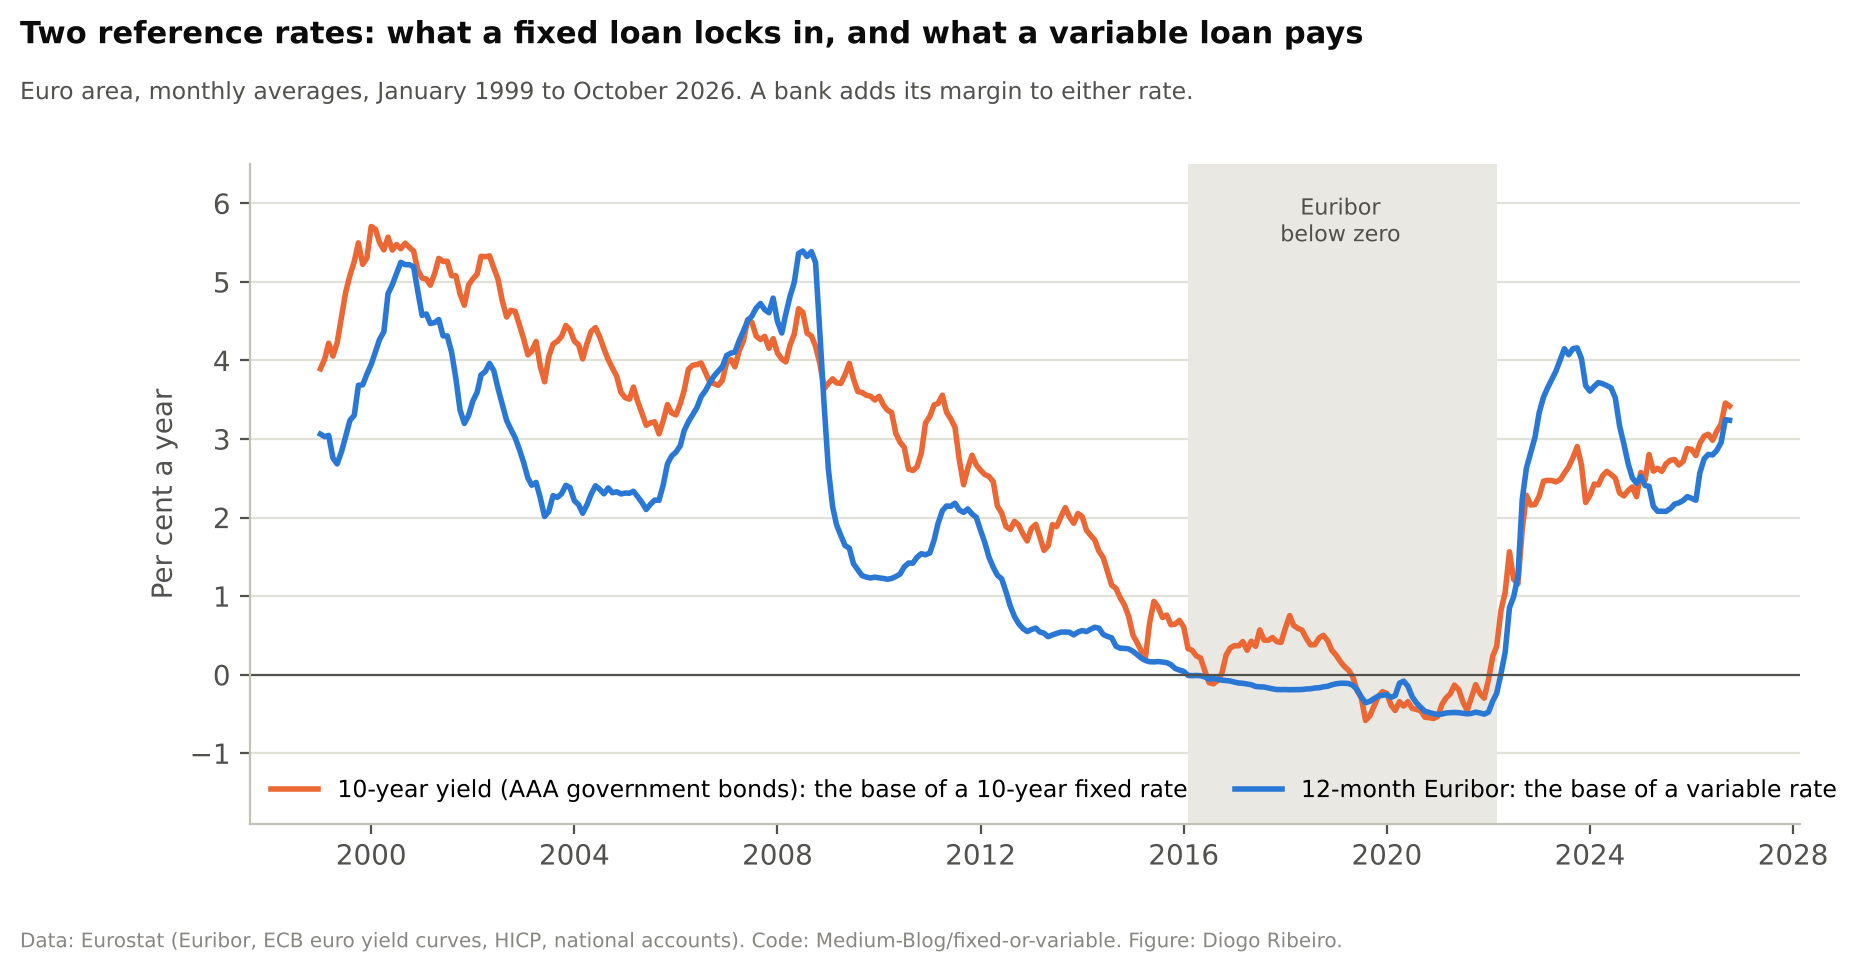 Two reference rates: what a fixed loan locks in, and what a variable loan pays
Euro area, monthly averages, January 1999 to October 2026. A bank adds its margin to either rate.
Euribor
below zero
Per cent a year
6
5
4
3
2
1
0
−1
10-year yield (AAA government bonds): the base of a 10-year fixed rate
12-month Euribor: the base of a variable rate
2000 2004 2008 2012 2016 2020 2024 2028
Data: Eurostat (Euribor, ECB euro yield curves, HICP, national accounts). Code: Medium-Blog/fixed-or-variable. Figure: Diogo Ribeiro.